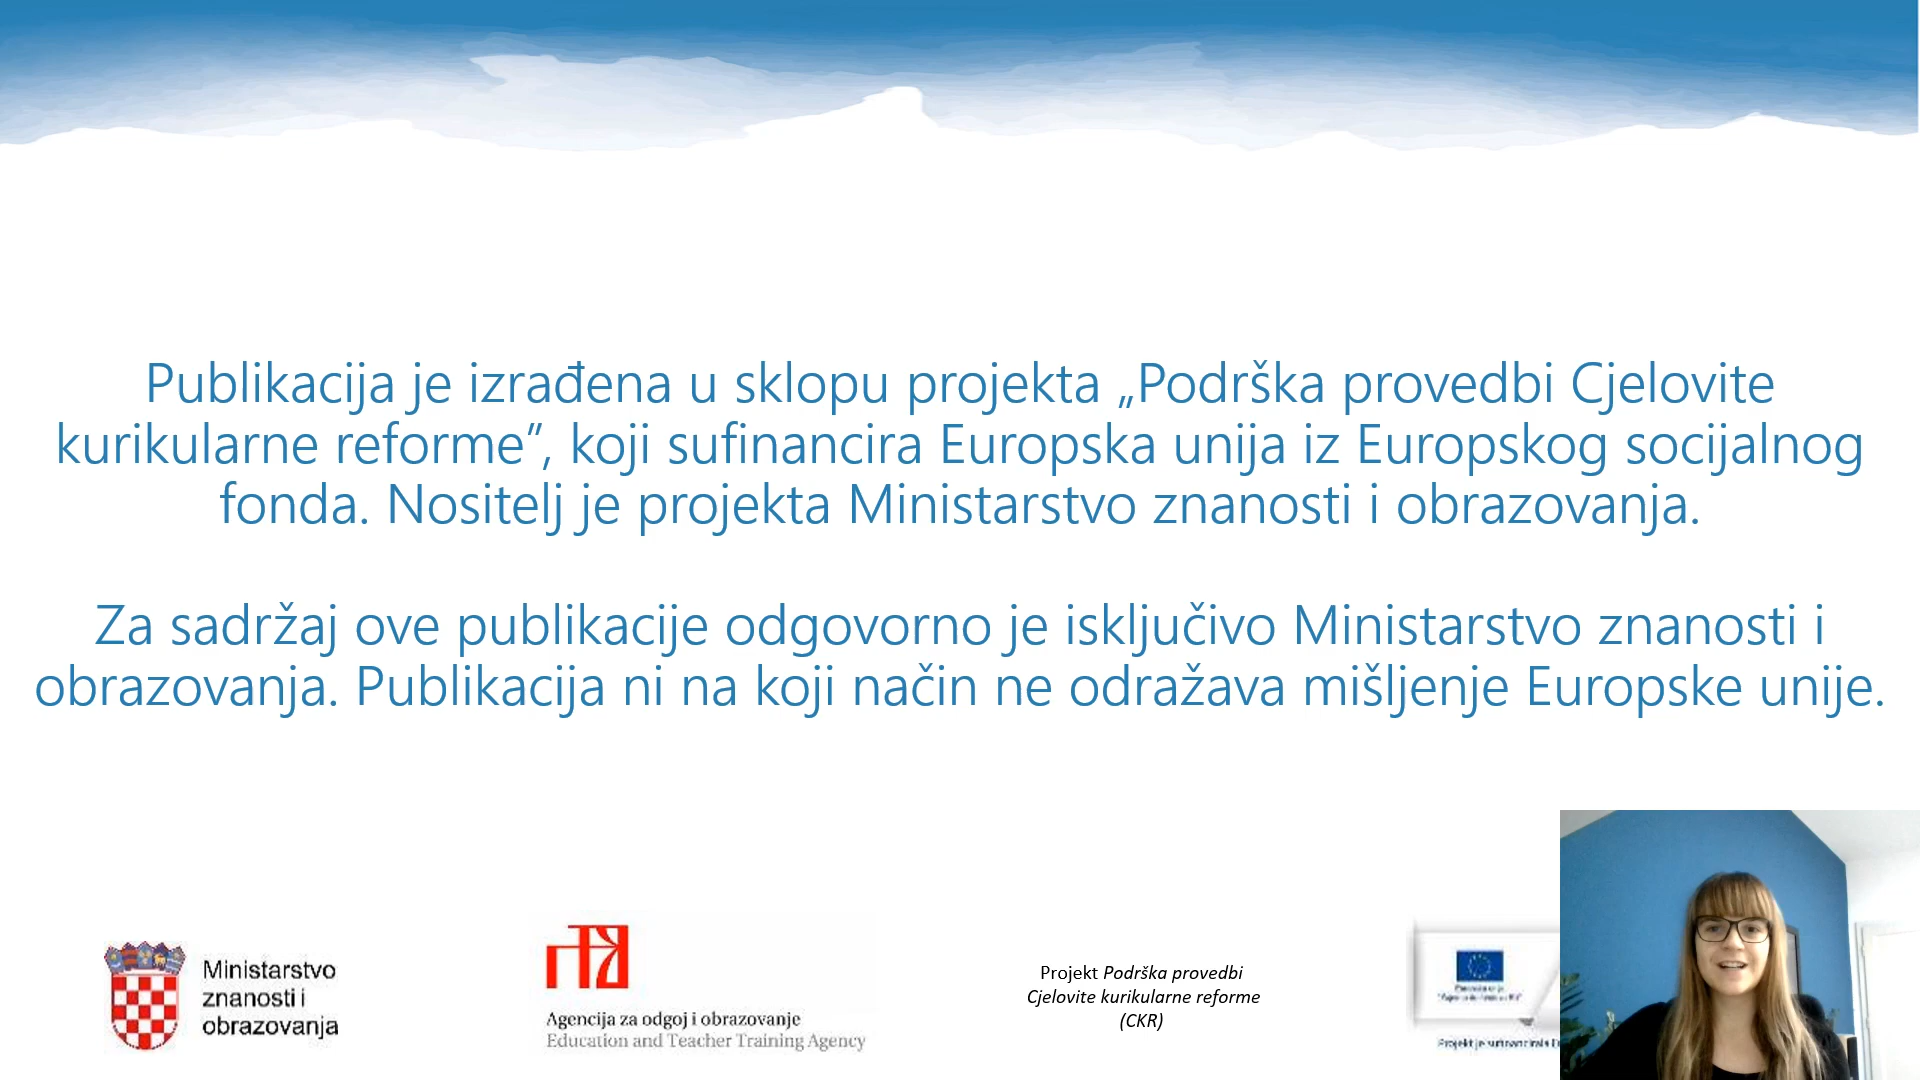 Publikacija je izrađena u sklopu projekta „Podrška provedbi Cjelovite
kurikularne reforme”, koji sufinancira Europska unija iz Europskog socijalnog
fonda. Nositelj je projekta Ministarstvo znanosti i obrazovanja.
Za sadržaj ove publikacije odgovorno je isključivo Ministarstvo znanosti i
obrazovanja. Publikacija ni na koji način ne odražava mišljenje Europske unije.
Ministarstvo
znanosti i
obrazovanja
Agencija za odgoj i obrazovanje
Education and Teacher Training Agency
Projekt Podrška provedbi
Cjelovite kurikularne reforme
(CKR)
Projekt je sufinancirala